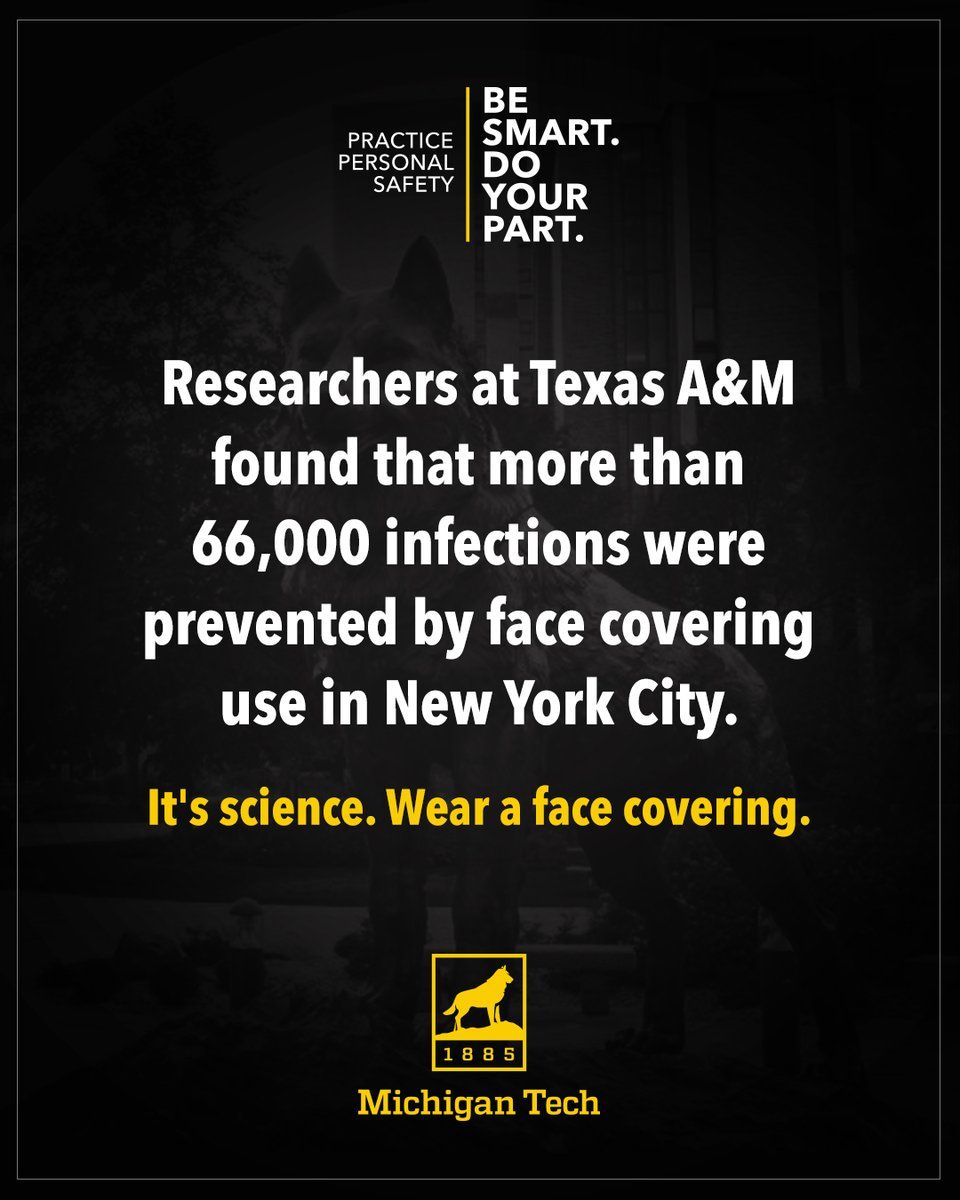 PRACTICE
PERSONAL
SAFETY
BE
SMART.
DO
YOUR
PART.
Researchers at Texas A&M
found that more than
66,000 infections were
prevented by face covering
use in New York City.
It's science. Wear a face covering.
1885
Michigan Tech